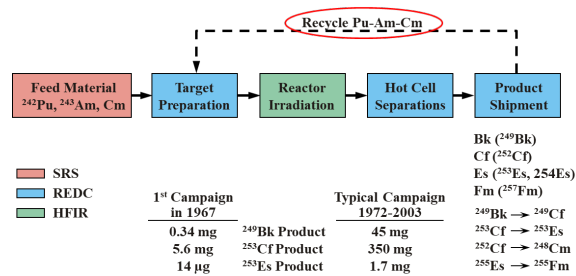 Recycle Pu-Am-Cm
Feed Material
²⁴²Pu, ²⁴³Am, Cm
Target
Preparation
Reactor
Irradiation
Hot Cell
Separations
Product
Shipment
Bk (²⁴⁹Bk)
Cf (²⁵²Cf)
Es (²⁵³Es, 254Es)
Fm (²⁵⁷Fm)
SRS
REDC
HFIR
1ˢᵗ Campaign
in 1967
Typical Campaign
1972-2003
0.34 mg ²⁴⁹Bk Product 45 mg
5.6 mg ²⁵³Cf Product 350 mg
14 µg ²⁵³Es Product 1.7 mg
²⁴⁹Bk → ²⁴⁹Cf
²⁵³Cf → ²⁵³Es
²⁵²Cf → ²⁴⁸Cm
²⁵⁵Es → ²⁵⁵Fm